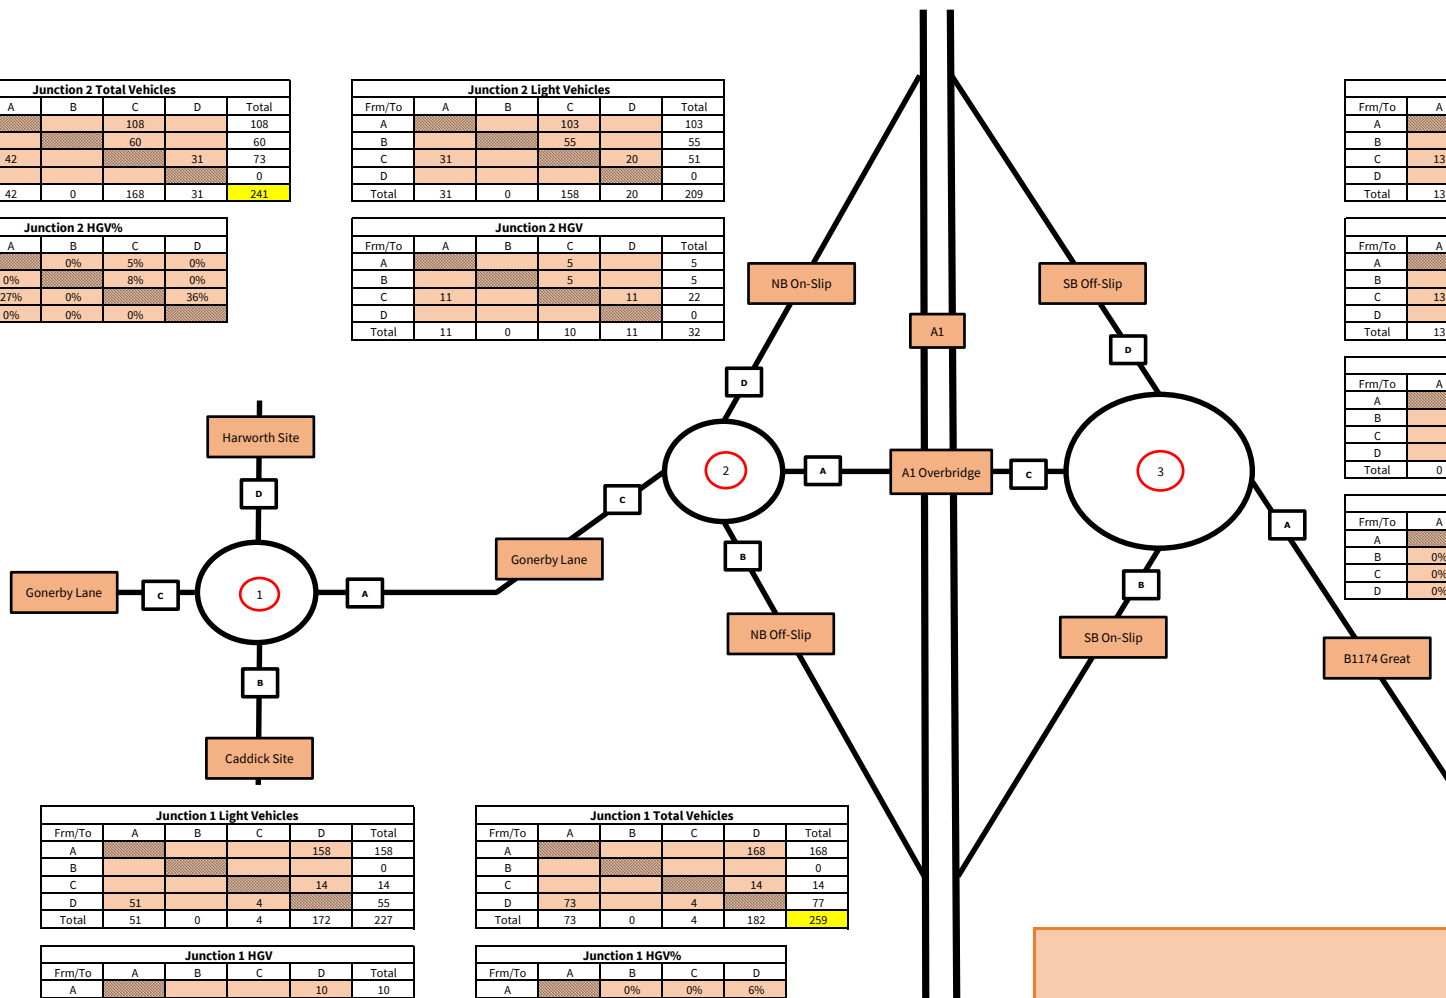 Junction 2 Total Vehicles
A B C D Total
108 108
60 60
42 31 73
0
42 0 168 31 241
Junction 2 Light Vehicles
Frm/To A B C D Total
A 103 103
B 55 55
C 31 20 51
D 0
Total 31 0 158 20 209
Junction 2 HGV%
A B C D
0% 5% 0%
0% 8% 0%
27% 0% 36%
0% 0% 0%
Junction 2 HGV
Frm/To A B C D Total
A 5 5
B 5 5
C 11 11 22
D 0
Total 11 0 10 11 32
Frm/To A
A
B
C 13
D
Total 13
Frm/To A
A
B
C 13
D
Total 13
Frm/To A
A
B
C
D
Total 0
Frm/To A
A
B 0%
C 0%
D 0%
NB On-Slip
SB Off-Slip
A1
D
D
Harworth Site
D
2
A
A1 Overbridge
C
3
C
A
B
Gonerby Lane
B
Gonerby Lane
C
1
A
NB Off-Slip
SB On-Slip
B1174 Great
B
Caddick Site
Junction 1 Light Vehicles
Frm/To A B C D Total
A 158 158
B 0
C 14 14
D 51 4 55
Total 51 0 4 172 227
Junction 1 Total Vehicles
Frm/To A B C D Total
A 168 168
B 0
C 14 14
D 73 4 77
Total 73 0 4 182 259
Junction 1 HGV
Frm/To A B C D Total
A 10 10
Junction 1 HGV%
Frm/To A B C D
A 0% 0% 6%